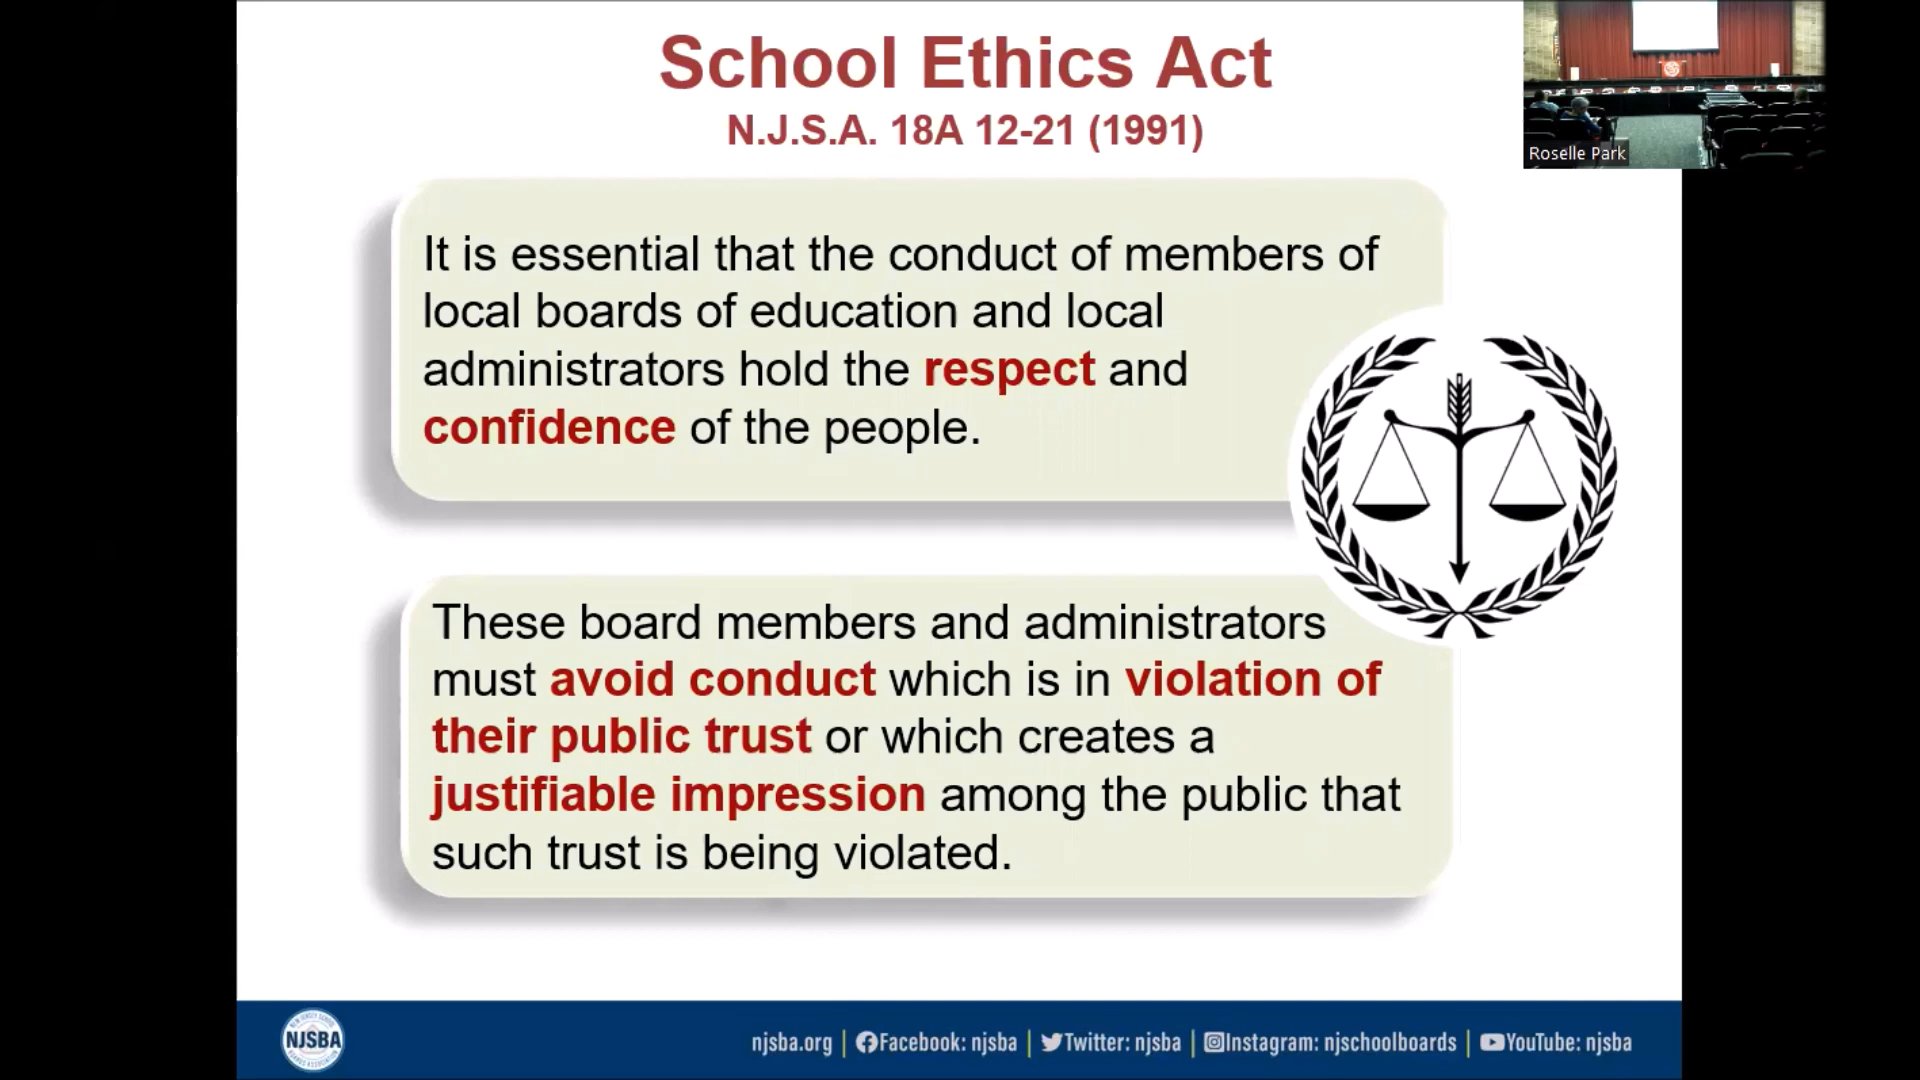 School Ethics Act
N.J.S.A. 18A 12-21 (1991)
Roselle Park
It is essential that the conduct of members of
local boards of education and local
administrators hold the respect and
confidence of the people.
These board members and administrators
must avoid conduct which is in violation of
their public trust or which creates a
justifiable impression among the public that
such trust is being violated.
NJSBA
njsba.org | Facebook: njsba | Twitter: njsba | Instagram: njschoolboards | YouTube: njsba